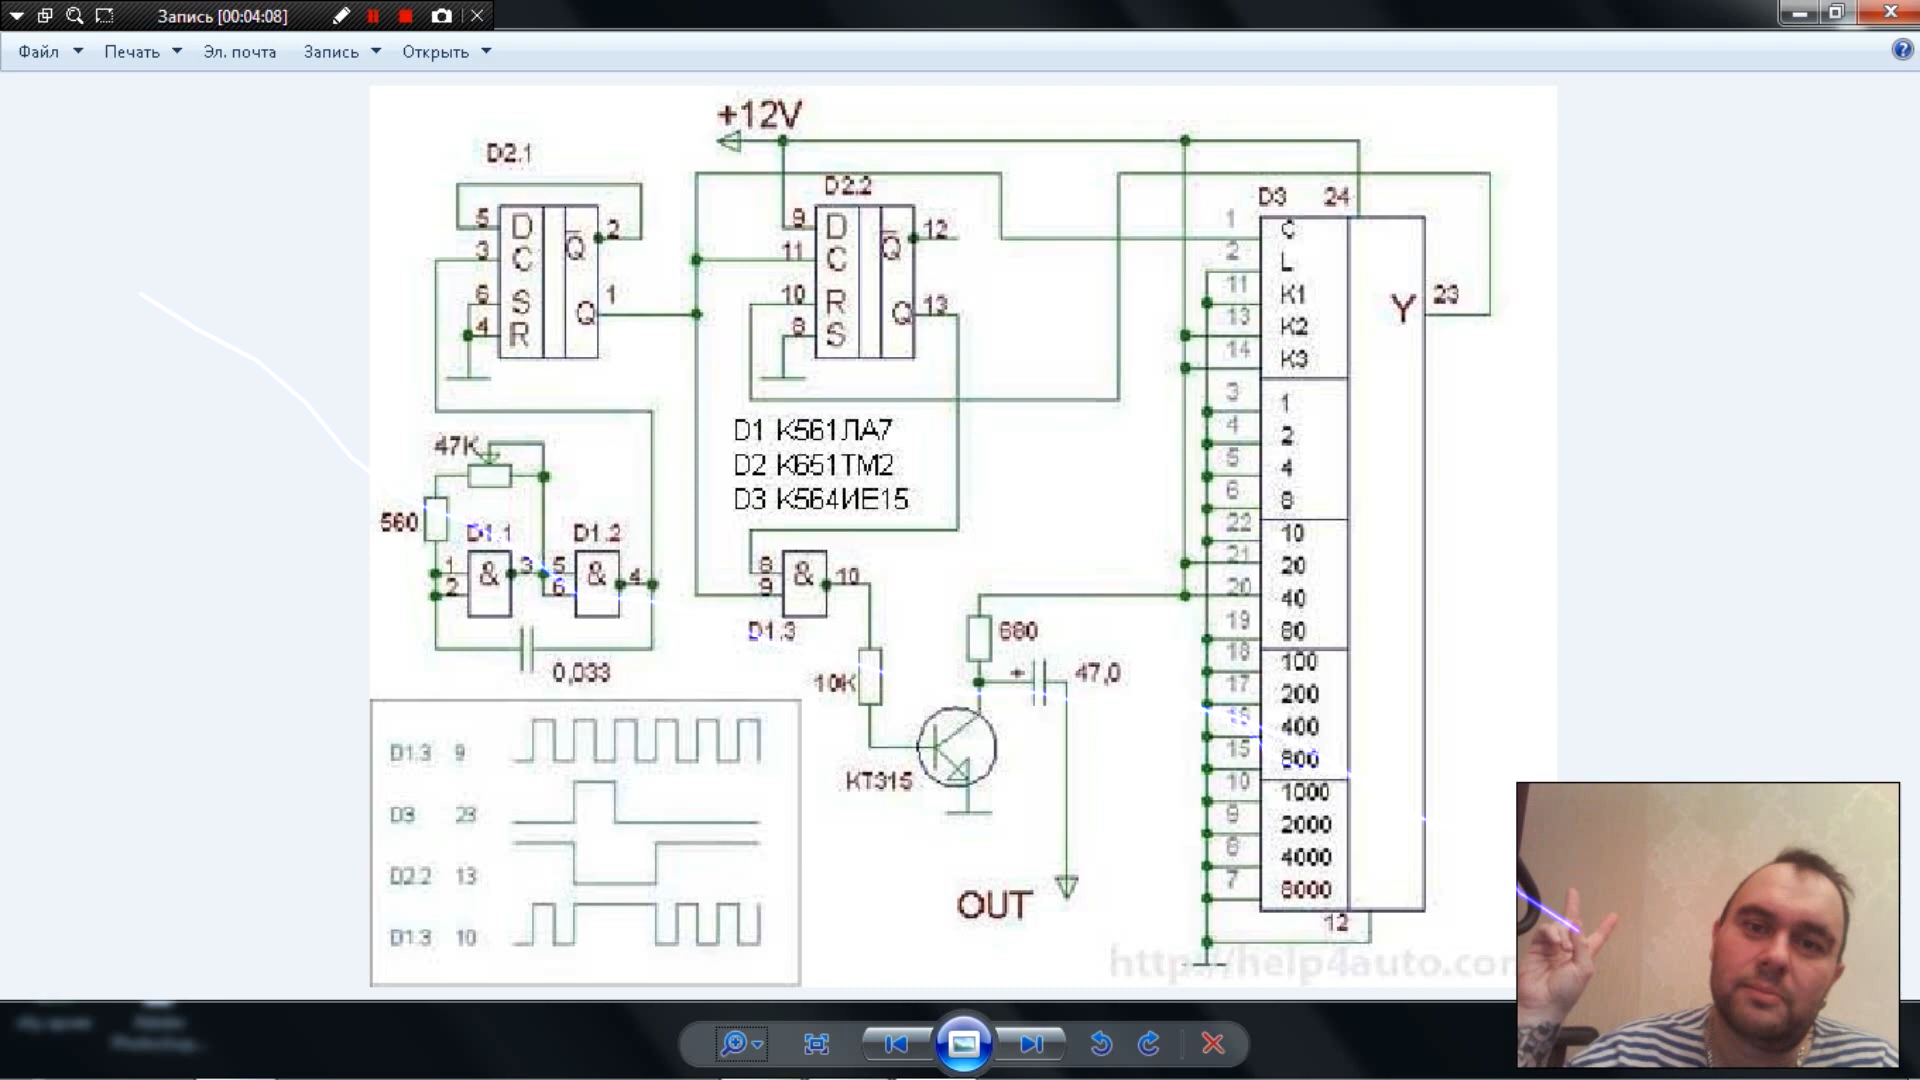 Запись [00:04:08]
Файл Печать Эл. почта Запись Открыть
+12V
D2.1
5 D Q 2
3 C
6 S Q 1
4 R
D2.2
9 D Q 12
11 C
10 R Q 13
8 S
D3 24
1 C
2 L
11 K1
13 K2
14 K3
Y 23
3 1
4 2
5 4
6 8
22 10
21 20
20 40
19 80
18 100
17 200
16 400
15 800
10 1000
9 2000
8 4000
7 8000
12
D1 К561ЛА7
D2 К651ТМ2
D3 К564ИЕ15
47K
560
D1.1
1 & 3
2
D1.2
5 & 4
6
0,033
8 & 10
9
D1.3
10K
680
+ 47,0
КТ315
OUT
D1.3 9
D3 23
D2.2 13
D1.3 10
http://help4auto.co